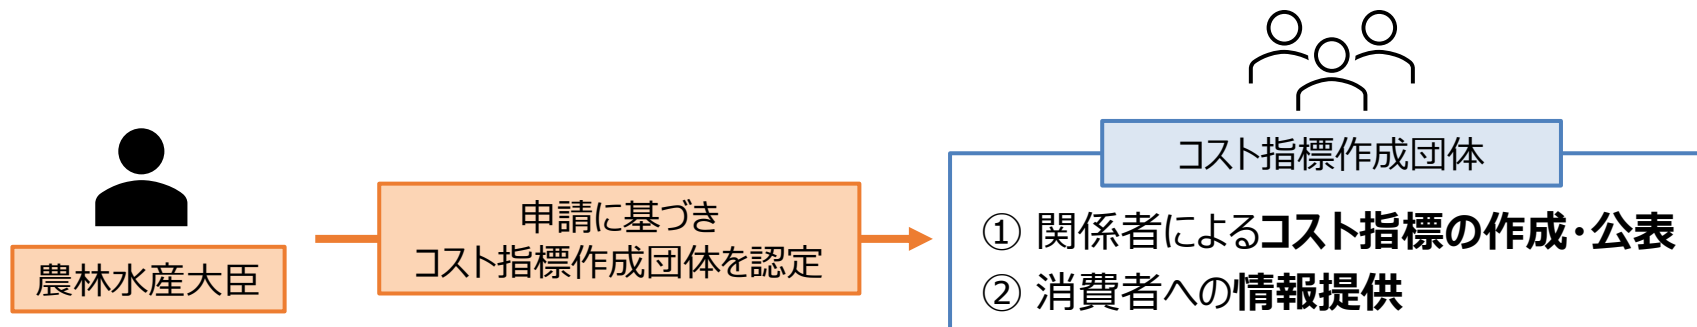 農林水産大臣
申請に基づき
コスト指標作成団体を認定
コスト指標作成団体
① 関係者によるコスト指標の作成・公表
② 消費者への情報提供